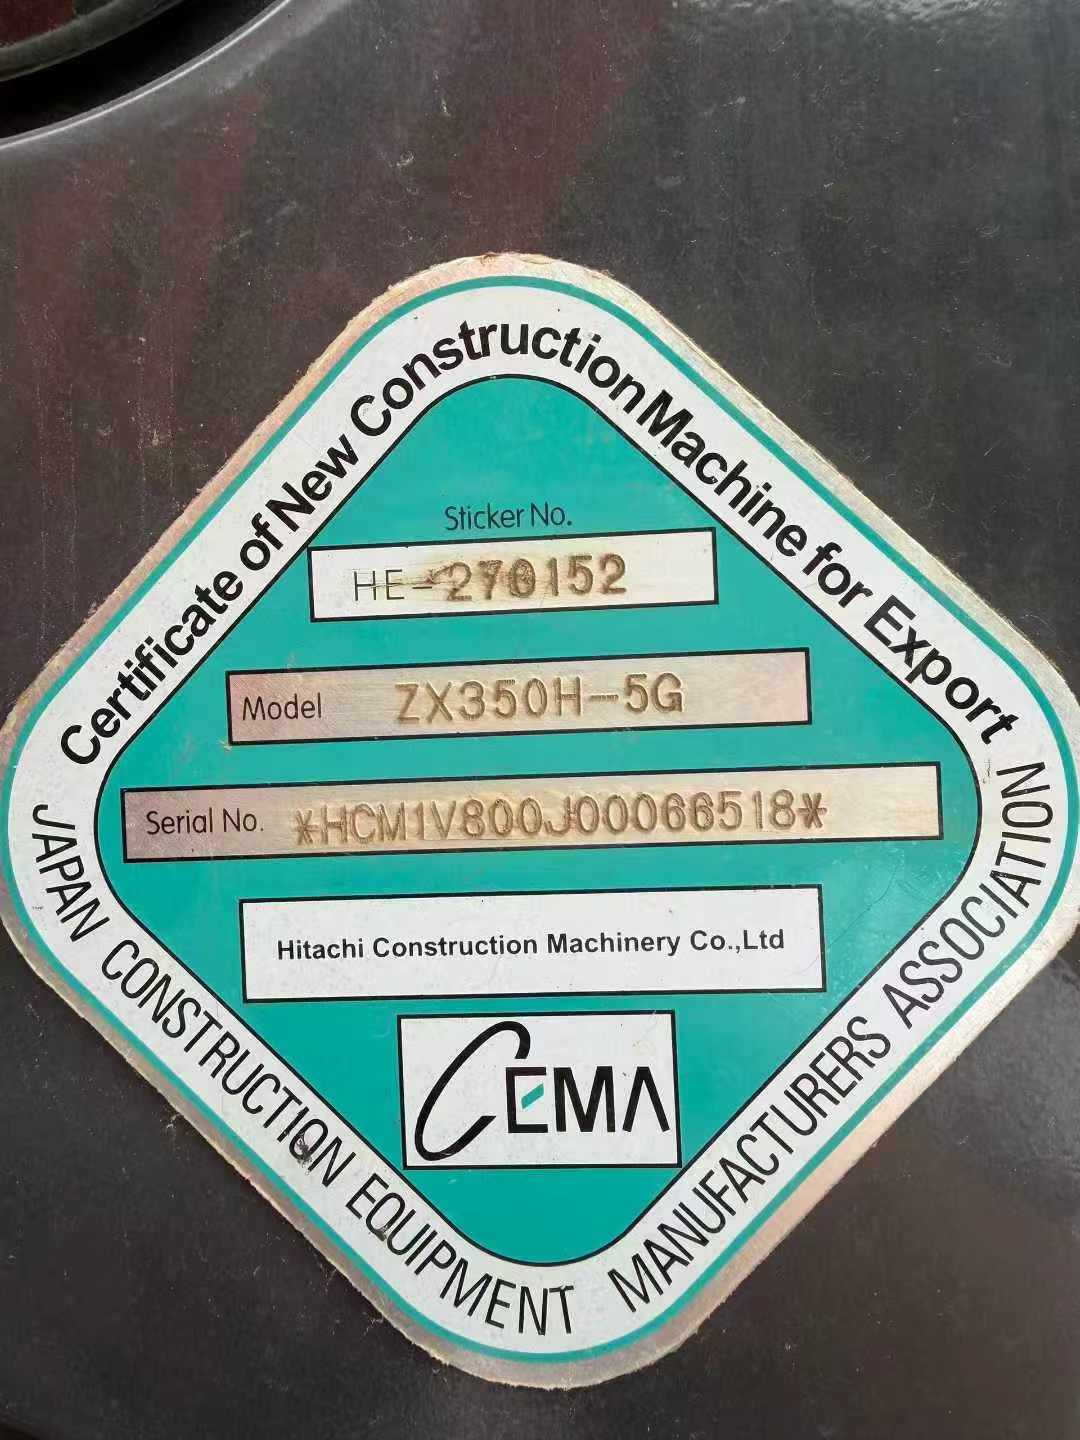 Certificate of New Construction Machine for Export
Sticker No.
HE-270152
Model ZX350H-5G
Serial No. *HCM1V800J00066518*
Hitachi Construction Machinery Co.,Ltd
CEMA
JAPAN CONSTRUCTION EQUIPMENT MANUFACTURERS ASSOCIATION